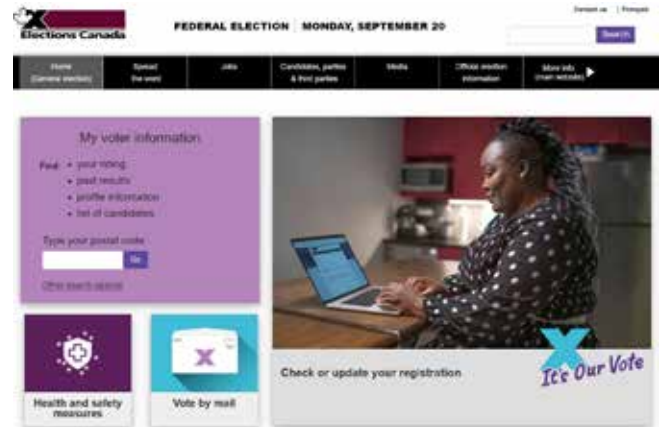 Contact us | Français
Elections Canada
FEDERAL ELECTION | MONDAY, SEPTEMBER 20
Search
Home
(General election)
Spread
the word
Jobs
Candidates, parties
& third parties
Media
Official election
information
More info
(main website)
My voter information
Find:
• your riding
• past results
• profile information
• list of candidates
Type your postal code
Go
Other search options
Health and safety
measures
Vote by mail
Check or update your registration
It's Our Vote